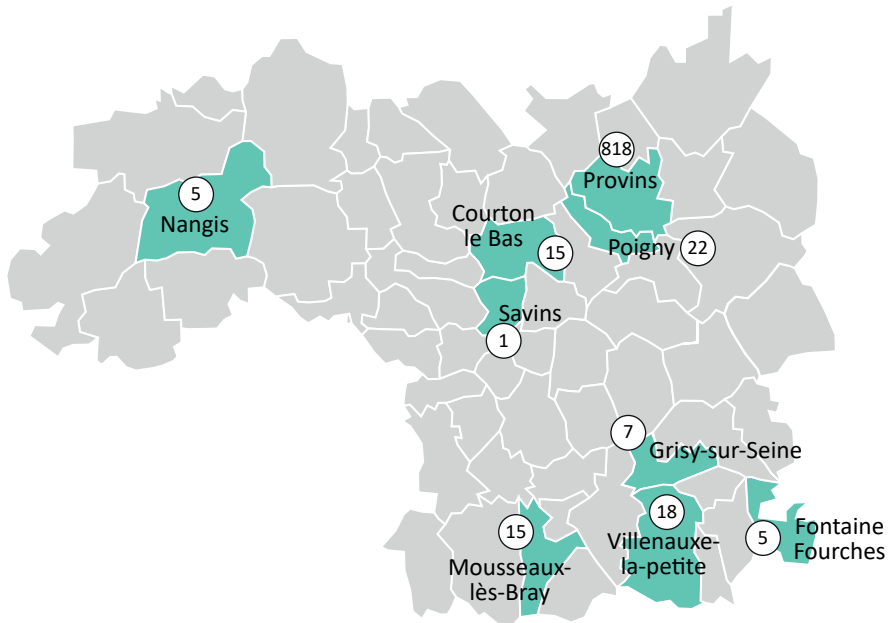 818
Provins
5
Nangis
Courton
le Bas
15
Poigny
22
Savins
1
7
Grisy-sur-Seine
18
Villenauxe-
la-petite
15
Mousseaux-
lès-Bray
5
Fontaine
Fourches